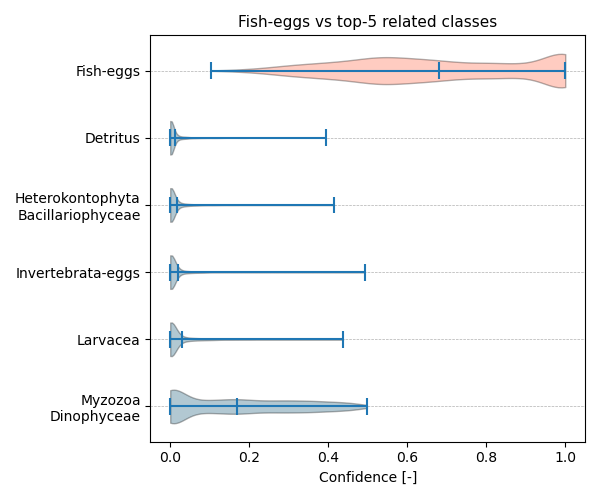 Fish-eggs vs top-5 related classes
Fish-eggs
Detritus
Heterokontophyta
Bacillariophyceae
Invertebrata-eggs
Larvacea
Myzozoa
Dinophyceae
0.0 0.2 0.4 0.6 0.8 1.0
Confidence [-]